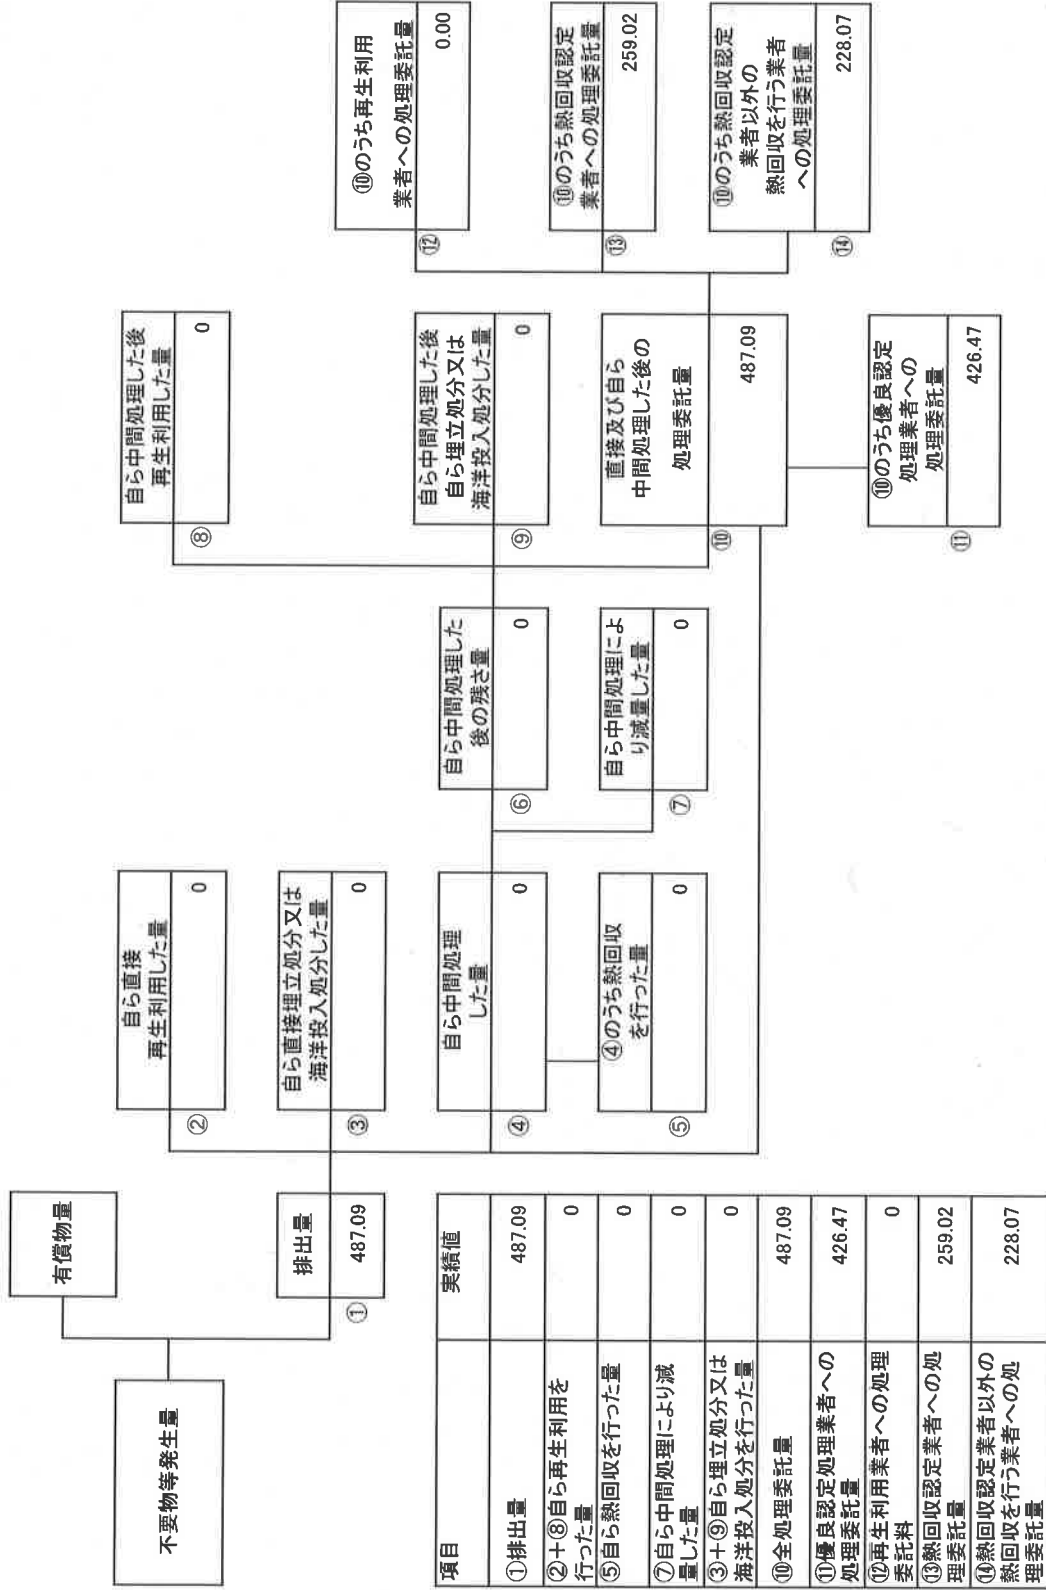 不要物等発生量
有償物量
排出量
①
487.09
自ら直接
再生利用した量
②
0
自ら直接埋立処分又は
海洋投入処分した量
③
0
自ら中間処理
した量
④
0
④のうち熱回収
を行った量
⑤
0
自ら中間処理した
後の残さ量
⑥
0
自ら中間処理によ
り減量した量
⑦
0
自ら中間処理した後
再生利用した量
⑧
0
自ら中間処理した後
自ら埋立処分又は
海洋投入処分した量
⑨
0
直接及び自ら
中間処理した後の
処理委託量
⑩
487.09
⑩のうち優良認定
処理業者への
処理委託量
⑪
426.47
⑩のうち再生利用
業者への処理委託量
⑫
0.00
⑩のうち熱回収認定
業者への処理委託量
⑬
259.02
⑩のうち熱回収認定
業者以外の
熱回収を行う業者
への処理委託量
⑭
228.07
項目 実績値
①排出量 487.09
②+⑧自ら再生利用を
行った量 0
⑤自ら熱回収を行った量 0
⑦自ら中間処理により減
量した量 0
③+⑨自ら埋立処分又は
海洋投入処分を行った量 0
⑩全処理委託量 487.09
⑪優良認定処理業者への
処理委託量 426.47
⑫再生利用業者への処理
委託料 0
⑬熱回収認定業者への処
理委託量 259.02
⑭熱回収認定業者以外の
熱回収を行う業者への処
理委託量 228.07